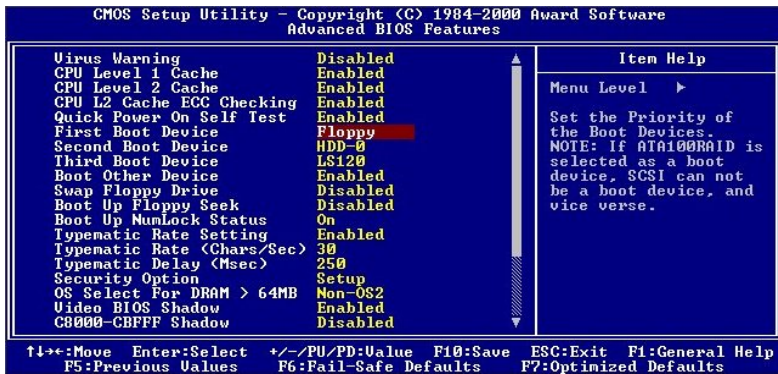 CMOS Setup Utility - Copyright (C) 1984-2000 Award Software
Advanced BIOS Features
Virus Warning Disabled
CPU Level 1 Cache Enabled
CPU Level 2 Cache Enabled
CPU L2 Cache ECC Checking Enabled
Quick Power On Self Test Enabled
First Boot Device Floppy
Second Boot Device HDD-0
Third Boot Device LS120
Boot Other Device Enabled
Swap Floppy Drive Disabled
Boot Up Floppy Seek Disabled
Boot Up NumLock Status On
Typematic Rate Setting Enabled
Typematic Rate (Chars/Sec) 30
Typematic Delay (Msec) 250
Security Option Setup
OS Select For DRAM > 64MB Non-OS2
Video BIOS Shadow Enabled
C8000-CBFFF Shadow Disabled
Item Help
Menu Level ▶
Set the Priority of
the Boot Devices.
NOTE: If ATA100RAID is
selected as a boot
device, SCSI can not
be a boot device, and
vice verse.
↑↓→←:Move Enter:Select +/-/PU/PD:Value F10:Save ESC:Exit F1:General Help
F5:Previous Values F6:Fail-Safe Defaults F7:Optimized Defaults